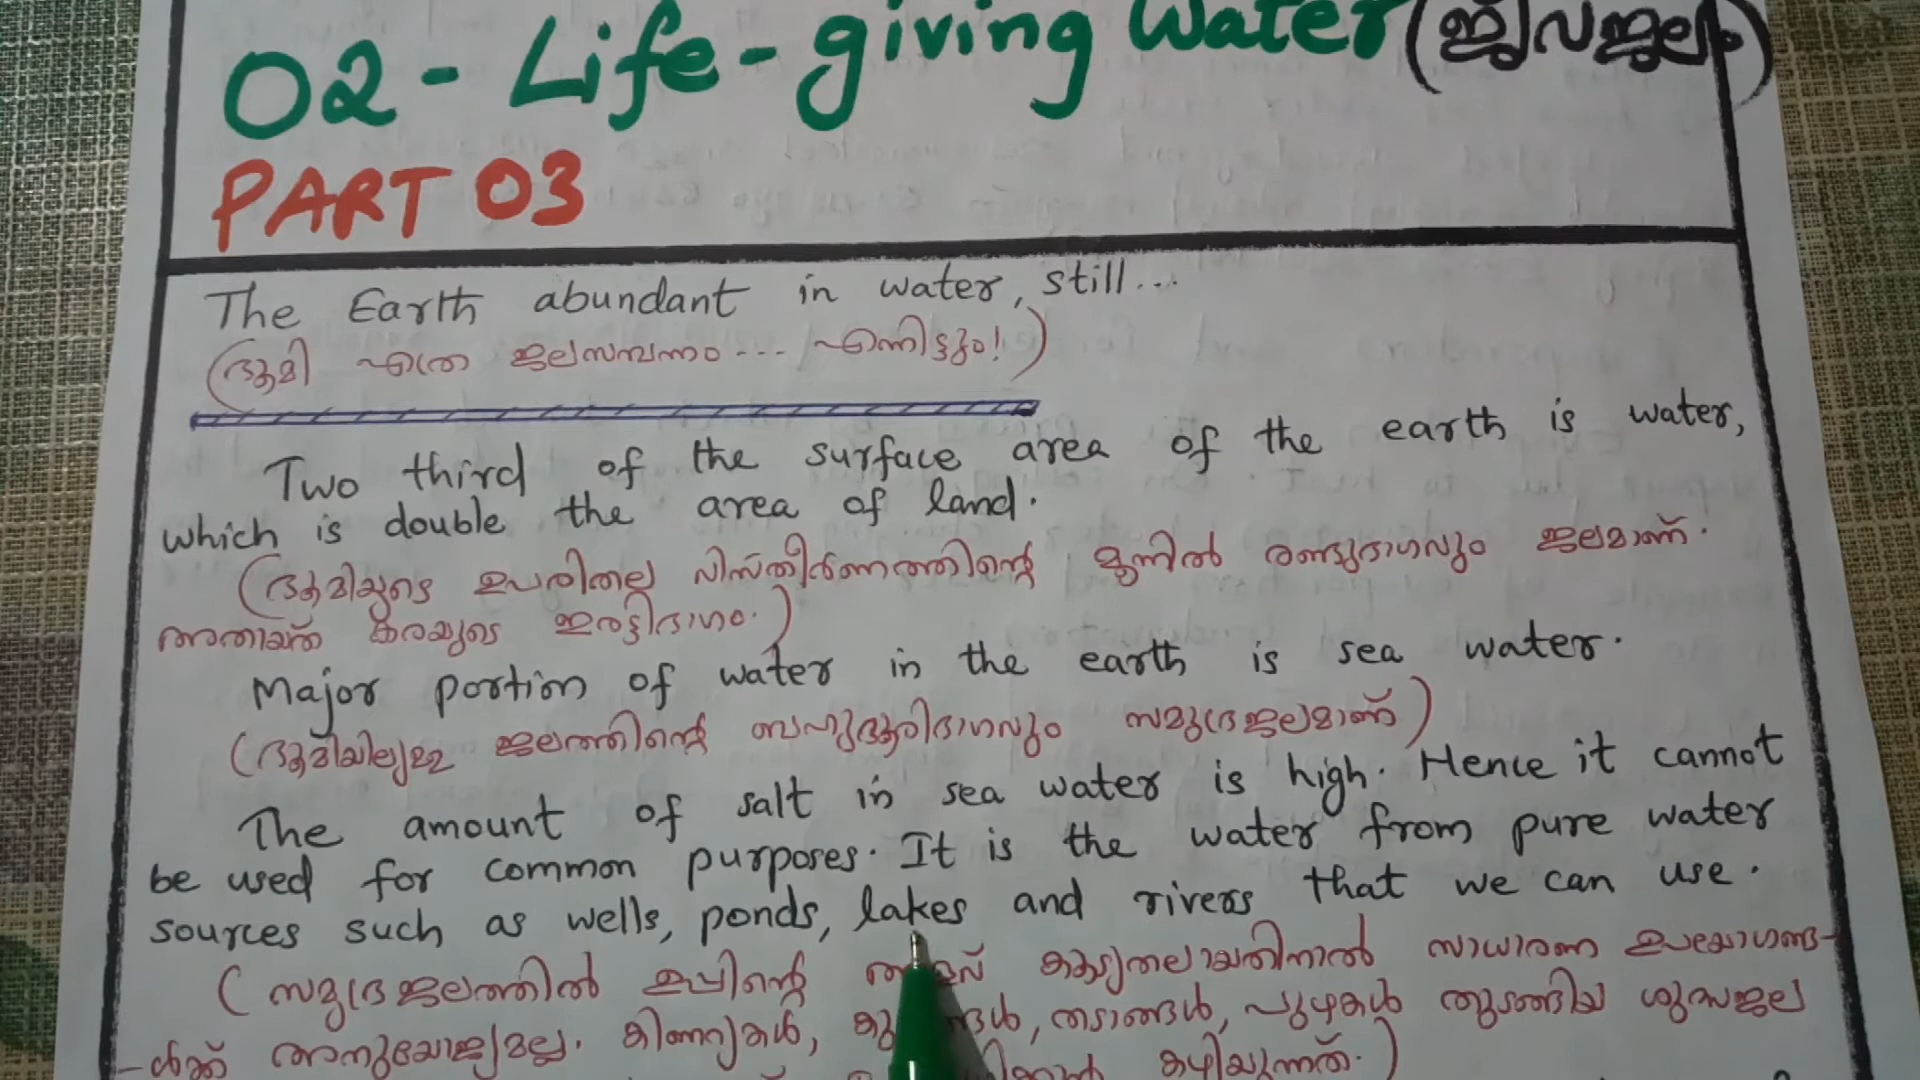 02 - Life-giving Water (ജീവജലം)
PART 03
The Earth abundant in water, still...
(ഭൂമി എത്ര ജലസമ്പന്നം --- എന്നിട്ടും!)
Two third of the surface area of the earth is water,
which is double the area of land.
(ഭൂമിയുടെ ഉപരിതല വിസ്തീർണത്തിന്റെ മൂന്നിൽ രണ്ടുഭാഗവും ജലമാണ്.
അതായത് കരയുടെ ഇരട്ടിഭാഗം.)
Major portion of water in the earth is sea water.
(ഭൂമിയിലുള്ള ജലത്തിന്റെ ബഹുഭൂരിഭാഗവും സമുദ്രജലമാണ്)
The amount of salt in sea water is high. Hence it cannot
be used for common purposes. It is the water from pure water
sources such as wells, ponds, lakes and rivers that we can use.
(സമുദ്രജലത്തിൽ ഉപ്പിന്റെ കൂടുതലായതിനാൽ സാധാരണ ഉപയോഗങ്ങ-
-ൾക്ക് അനുയോജ്യമല്ല. കിണറുകൾ, തടാകങ്ങൾ, പുഴകൾ തുടങ്ങിയ ശുദ്ധജല
കഴിയുന്നത്.)